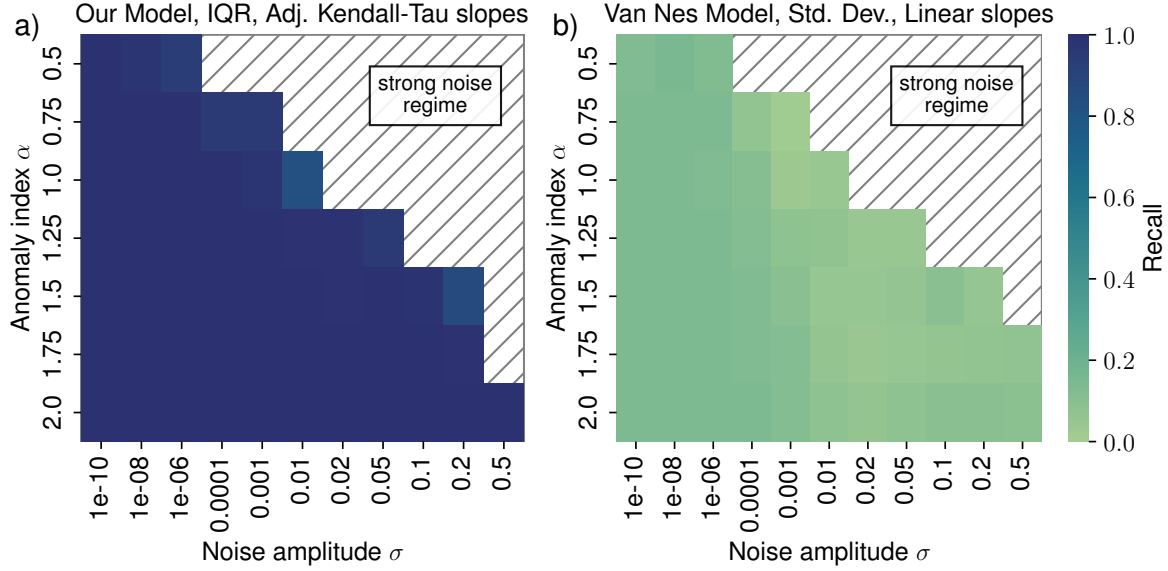 a) Our Model, IQR, Adj. Kendall-Tau slopes
strong noise
regime
Anomaly index α
0.5
0.75
1.0
1.25
1.5
1.75
2.0
1e-10
1e-08
1e-06
0.0001
0.001
0.01
0.02
0.05
0.1
0.2
0.5
Noise amplitude σ
b) Van Nes Model, Std. Dev., Linear slopes
strong noise
regime
Anomaly index α
0.5
0.75
1.0
1.25
1.5
1.75
2.0
1e-10
1e-08
1e-06
0.0001
0.001
0.01
0.02
0.05
0.1
0.2
0.5
Noise amplitude σ
1.0
0.8
0.6
0.4
0.2
0.0
Recall